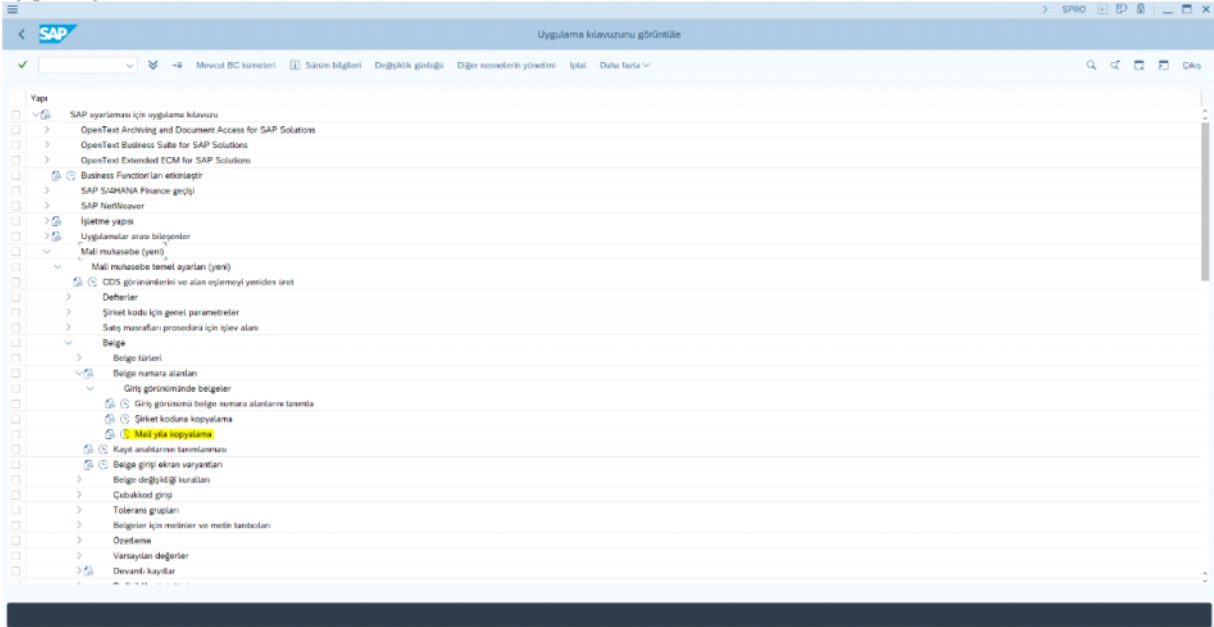 SPRO
SAP
Uygulama kılavuzunu görüntüle
Mevcut BC kümeleri Sürüm bilgileri Değişiklik günlüğü Diğer nesnelerin yönetimi İptal Daha fazla Çıkış
Yapı
SAP uyarlaması için uygulama kılavuzu
OpenText Archiving and Document Access for SAP Solutions
OpenText Business Suite for SAP Solutions
OpenText Extended ECM for SAP Solutions
Business Function'ları etkinleştir
SAP S/4HANA Finance geçişi
SAP NetWeaver
İşletme yapısı
Uygulamalar arası bileşenler
Mali muhasebe (yeni)
Mali muhasebe temel ayarları (yeni)
CDS görünümlerini ve alan eşlemeyi yeniden üret
Defterler
Şirket kodu için genel parametreler
Satış masrafları prosedürü için işlev alanı
Belge
Belge türleri
Belge numara alanları
Giriş görünümünde belgeler
Giriş görünümü belge numara alanlarını tanımla
Şirket koduna kopyalama
Mali yıla kopyalama
Kayıt anahtarının tanımlanması
Belge girişi ekran varyantları
Belge değişikliği kuralları
Çubukkod girişi
Tolerans grupları
Belgeler için metinler ve metin tanıtıcıları
Özetleme
Varsayılan değerler
Devamlı kayıtlar